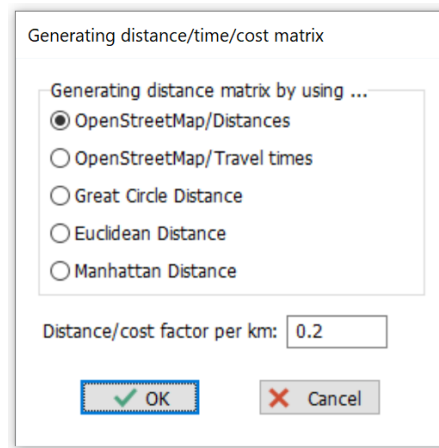 Generating distance/time/cost matrix
Generating distance matrix by using ...
OpenStreetMap/Distances
OpenStreetMap/Travel times
Great Circle Distance
Euclidean Distance
Manhattan Distance
Distance/cost factor per km: 0.2
OK Cancel